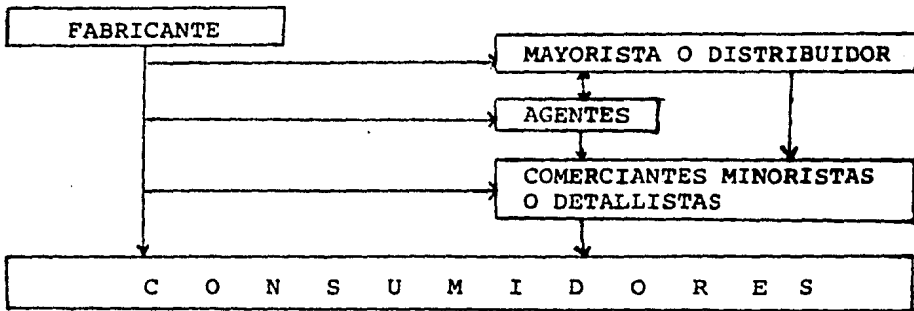 FABRICANTE
MAYORISTA O DISTRIBUIDOR
AGENTES
COMERCIANTES MINORISTAS
O DETALLISTAS
C O N S U M I D O R E S